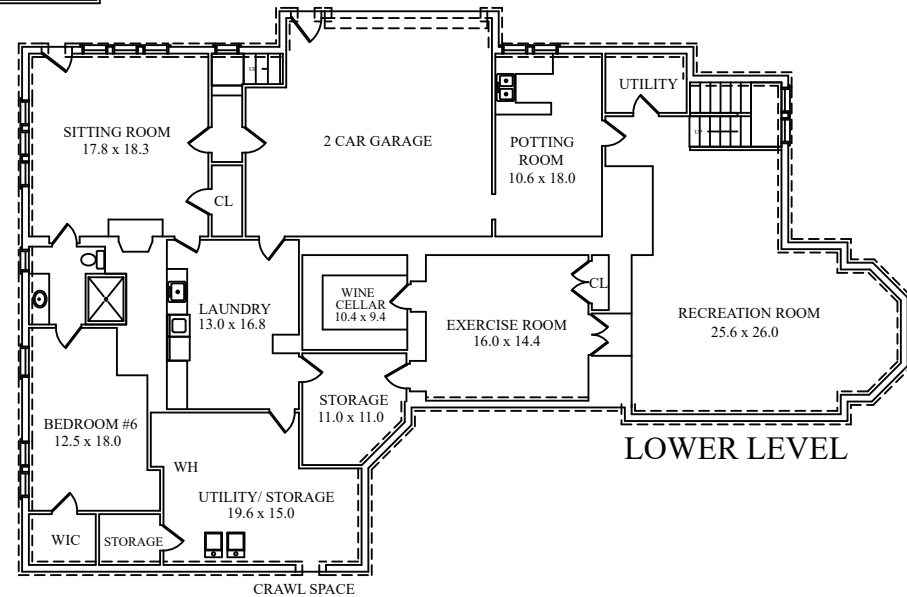 UTILITY
UP
SITTING ROOM
17.8 x 18.3
2 CAR GARAGE
POTTING
ROOM
10.6 x 18.0
UP
CL
LAUNDRY
13.0 x 16.8
WINE
CELLAR
10.4 x 9.4
CL
EXERCISE ROOM
16.0 x 14.4
RECREATION ROOM
25.6 x 26.0
STORAGE
11.0 x 11.0
BEDROOM #6
12.5 x 18.0
LOWER LEVEL
WH
UTILITY/ STORAGE
19.6 x 15.0
WIC
STORAGE
CRAWL SPACE